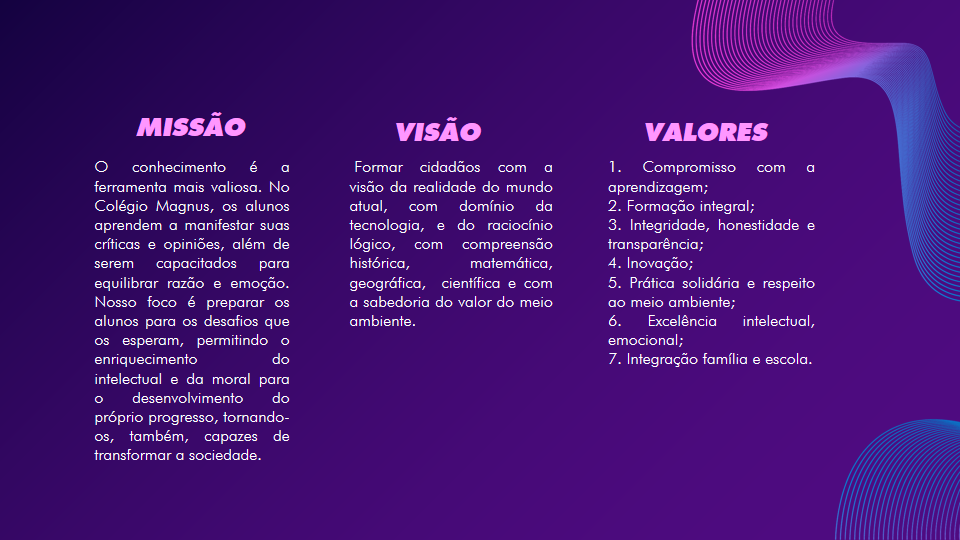 MISSÃO
O conhecimento é a
ferramenta mais valiosa. No
Colégio Magnus, os alunos
aprendem a manifestar suas
críticas e opiniões, além de
serem capacitados para
equilibrar razão e emoção.
Nosso foco é preparar os
alunos para os desafios que
os esperam, permitindo o
enriquecimento do
intelectual e da moral para
o desenvolvimento do
próprio progresso, tornando-
os, também, capazes de
transformar a sociedade.
VISÃO
Formar cidadãos com a
visão da realidade do mundo
atual, com domínio da
tecnologia, e do raciocínio
lógico, com compreensão
histórica, matemática,
geográfica, científica e com
a sabedoria do valor do meio
ambiente.
VALORES
1. Compromisso com a
aprendizagem;
2. Formação integral;
3. Integridade, honestidade e
transparência;
4. Inovação;
5. Prática solidária e respeito
ao meio ambiente;
6. Excelência intelectual,
emocional;
7. Integração família e escola.